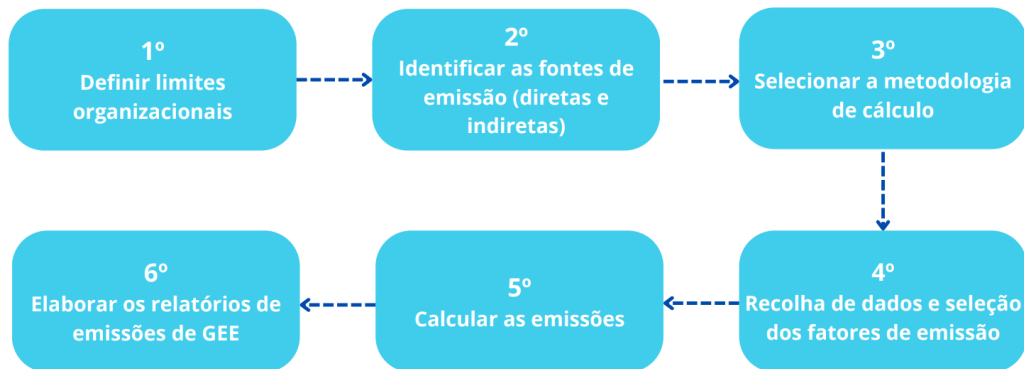 1º
Definir limites
organizacionais
2º
Identificar as fontes de
emissão (diretas e
indiretas)
3º
Selecionar a metodologia
de cálculo
4º
Recolha de dados e seleção
dos fatores de emissão
5º
Calcular as emissões
6º
Elaborar os relatórios de
emissões de GEE